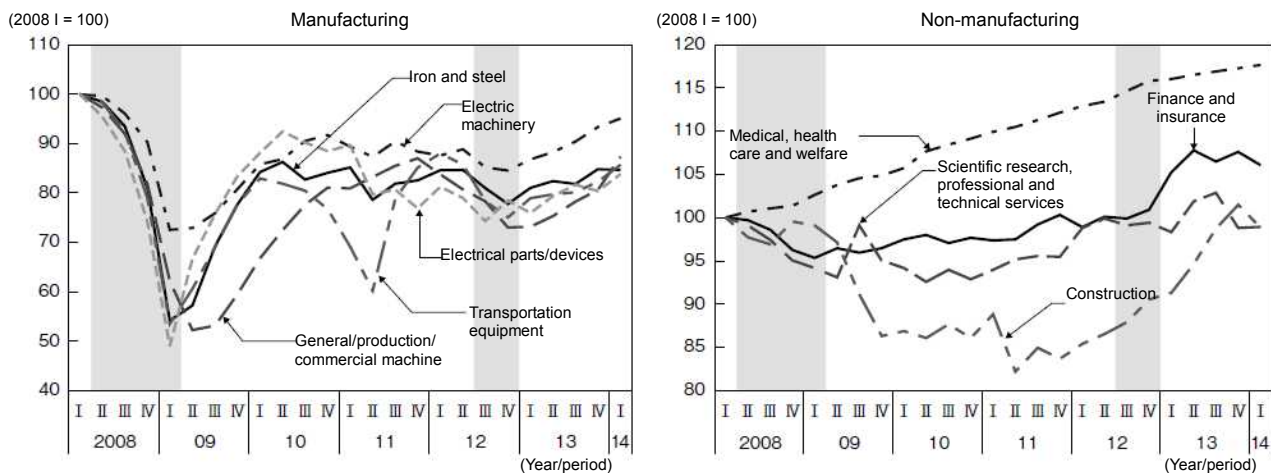 (2008 I = 100)
Manufacturing
110
100
90
80
70
60
50
40
Iron and steel
Electric
machinery
Electrical parts/devices
Transportation
equipment
General/production/
commercial machine
I II III IV I II III IV I II III IV I II III IV I II III IV I II III IV I
2008 09 10 11 12 13 14
(Year/period)
(2008 I = 100)
Non-manufacturing
120
115
110
105
100
95
90
85
80
Finance and
insurance
Medical, health
care and welfare
Scientific research,
professional and
technical services
Construction
I II III IV I II III IV I II III IV I II III IV I II III IV I II III IV I
2008 09 10 11 12 13 14
(Year/period)